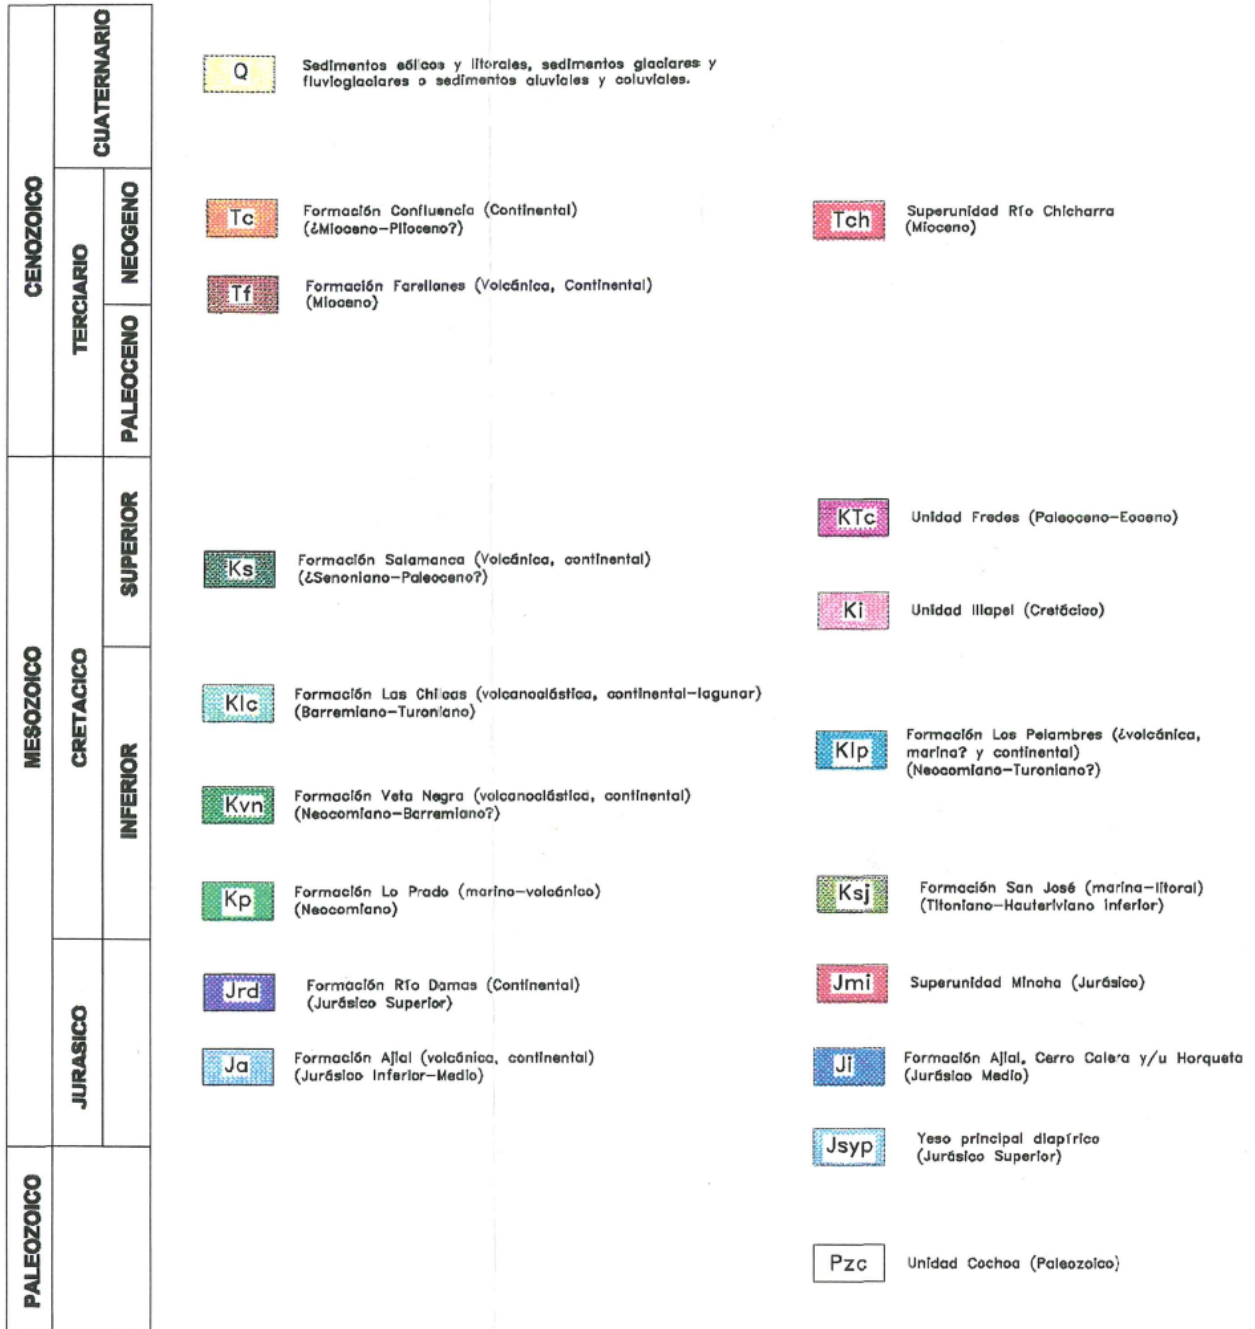 CENOZOICO
CUATERNARIO
TERCIARIO
NEOGENO
PALEOCENO
MESOZOICO
CRETACICO
SUPERIOR
INFERIOR
JURASICO
PALEOZOICO
Q
Sedimentos eólicos y litorales, sedimentos glaciares y
fluvioglaciares o sedimentos aluviales y coluviales.
Tc
Formación Confluencia (Continental)
(¿Mioceno-Plioceno?)
Tch
Superunidad Río Chicharra
(Mioceno)
Tf
Formación Farellones (Volcánica, Continental)
(Mioceno)
KTc
Unidad Fredes (Paleoceno-Eoceno)
Ks
Formación Salamanca (Volcánica, continental)
(¿Senoniano-Paleoceno?)
Ki
Unidad Illapel (Cretácico)
Klc
Formación Las Chilcas (volcanoclástica, continental-lagunar)
(Barremiano-Turoniano)
Klp
Formación Los Pelambres (¿volcánica,
marina? y continental)
(Neocomiano-Turoniano?)
Kvn
Formación Veta Negra (volcanoclástica, continental)
(Neocomiano-Barremiano?)
Kp
Formación Lo Prado (marino-volcánico)
(Neocomiano)
Ksj
Formación San José (marina-litoral)
(Titoniano-Hauteriviano Inferior)
Jrd
Formación Río Damas (Continental)
(Jurásico Superior)
Jmi
Superunidad Mincha (Jurásico)
Ja
Formación Ajial (volcánica, continental)
(Jurásico Inferior-Medio)
Ji
Formación Ajial, Cerro Calera y/u Horqueta
(Jurásico Medio)
Jsyp
Yeso principal diapírico
(Jurásico Superior)
Pzc
Unidad Cochoa (Paleozoico)